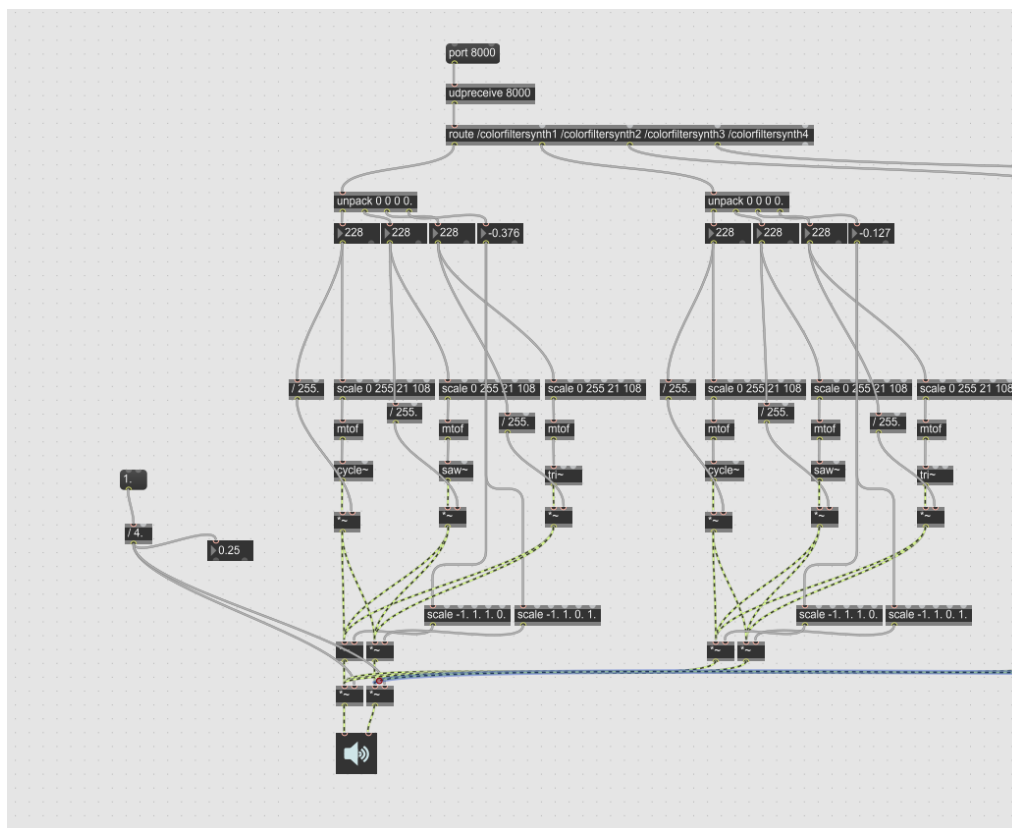 port 8000
udpreceive 8000
route /colorfiltersynth1 /colorfiltersynth2 /colorfiltersynth3 /colorfiltersynth4
unpack 0 0 0 0. unpack 0 0 0 0.
228 228 228 -0.376 228 228 228 -0.127
/ 255. scale 0 255 21 108 scale 0 255 21 108 scale 0 255 21 108 / 255. scale 0 255 21 108 scale 0 255 21 108 scale 0 255 21 108
/ 255. / 255. / 255. / 255.
mtof mtof mtof mtof mtof mtof
cycle~ saw~ tri~ cycle~ saw~ tri~
1.
*~ *~ *~ *~ *~ *~
/ 4.
0.25
scale -1. 1. 1. 0. scale -1. 1. 0. 1. scale -1. 1. 1. 0. scale -1. 1. 0. 1.
*~ *~ *~ *~
*~ *~